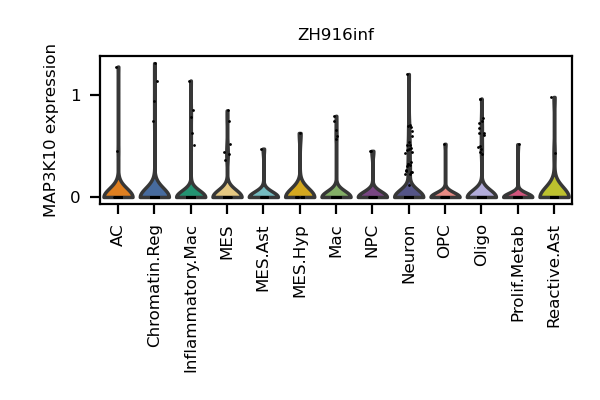 ZH916inf
MAP3K10 expression
1
0
AC
Chromatin.Reg
Inflammatory.Mac
MES
MES.Ast
MES.Hyp
Mac
NPC
Neuron
OPC
Oligo
Prolif.Metab
Reactive.Ast